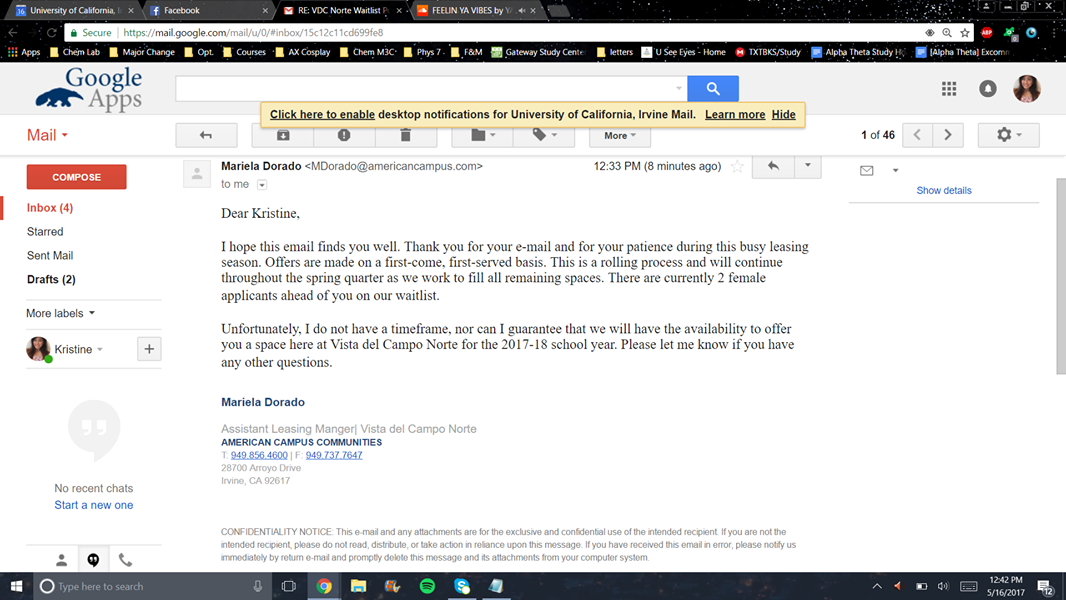 University of California, I
Facebook
RE: VDC Norte Waitlist P
FEELIN YA VIBES by Y
Secure
https://mail.google.com/mail/u/0/#inbox/15c12c11cd699fe8
Apps Chem Lab Major Change Opt. Courses AX Cosplay Chem M3C Phys 7 F&M Gateway Study Cente letters U See Eyes - Home TXTBKS/Study Alpha Theta Study H [Alpha Theta] Excomm
Google
Apps
Click here to enable desktop notifications for University of California, Irvine Mail. Learn more Hide
Mail
More
1 of 46
COMPOSE
Inbox (4)
Starred
Sent Mail
Drafts (2)
More labels
Kristine
No recent chats
Start a new one
Mariela Dorado <MDorado@americancampus.com>
12:33 PM (8 minutes ago)
to me
Show details
Dear Kristine,
I hope this email finds you well. Thank you for your e-mail and for your patience during this busy leasing
season. Offers are made on a first-come, first-served basis. This is a rolling process and will continue
throughout the spring quarter as we work to fill all remaining spaces. There are currently 2 female
applicants ahead of you on our waitlist.
Unfortunately, I do not have a timeframe, nor can I guarantee that we will have the availability to offer
you a space here at Vista del Campo Norte for the 2017-18 school year. Please let me know if you have
any other questions.
Mariela Dorado
Assistant Leasing Manger| Vista del Campo Norte
AMERICAN CAMPUS COMMUNITIES
T: 949.856.4600 | F: 949.737.7647
28700 Arroyo Drive
Irvine, CA 92617
CONFIDENTIALITY NOTICE: This e-mail and any attachments are for the exclusive and confidential use of the intended recipient. If you are not the
intended recipient, please do not read, distribute, or take action in reliance upon this message. If you have received this email in error, please notify us
immediately by return e-mail and promptly delete this message and its attachments from your computer system.
Type here to search
12:42 PM
5/16/2017
12